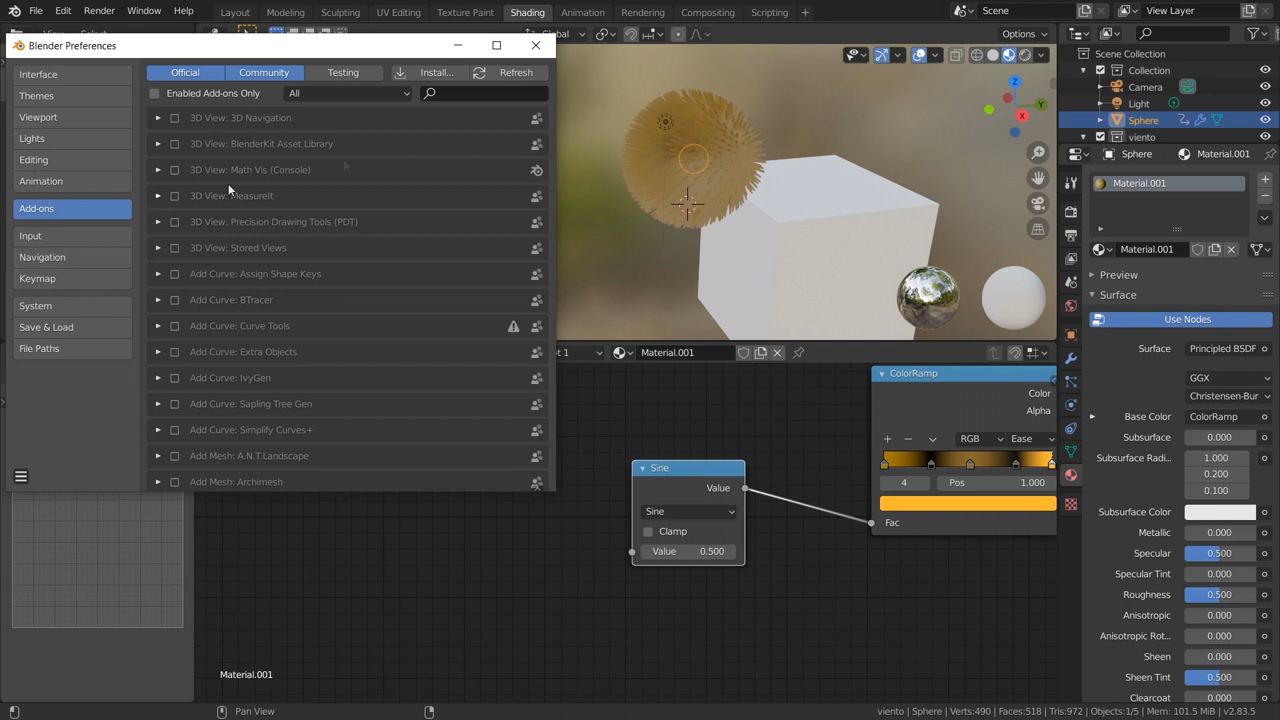 File Edit Render Window Help Layout Modeling Sculpting UV Editing Texture Paint Shading Animation Rendering Compositing Scripting Scene View Layer
Blender Preferences
Options
Interface
Themes
Viewport
Lights
Editing
Animation
Add-ons
Input
Navigation
Keymap
System
Save & Load
File Paths
Official Community Testing Install... Refresh
Enabled Add-ons Only All
3D View: 3D Navigation
3D View: BlenderKit Asset Library
3D View: Math Vis (Console)
3D View: MeasureIt
3D View: Precision Drawing Tools (PDT)
3D View: Stored Views
Add Curve: Assign Shape Keys
Add Curve: BTracer
Add Curve: Curve Tools
Add Curve: Extra Objects
Add Curve: IvyGen
Add Curve: Sapling Tree Gen
Add Curve: Simplify Curves+
Add Mesh: A.N.T.Landscape
Add Mesh: Archimesh
Z
Y
X
Material.001
Sine
Value
Sine
Clamp
Value 0.500
ColorRamp
Color
Alpha
RGB Ease
4 Pos 1.000
Fac
Material.001
Scene Collection
Collection
Camera
Light
Sphere
viento
Sphere Material.001
Material.001
Material.001
Preview
Surface
Use Nodes
Surface Principled BSDF
GGX
Christensen-Bur
Base Color ColorRamp
Subsurface 0.000
Subsurface Radi... 1.000
0.200
0.100
Subsurface Color
Metallic 0.000
Specular 0.500
Specular Tint 0.000
Roughness 0.500
Anisotropic 0.000
Anisotropic Rot... 0.000
Sheen 0.000
Sheen Tint 0.500
Clearcoat 0.000
Pan View
viento | Sphere | Verts:490 | Faces:518 | Tris:972 | Objects:1/5 | Mem: 101.5 MiB | v2.83.5